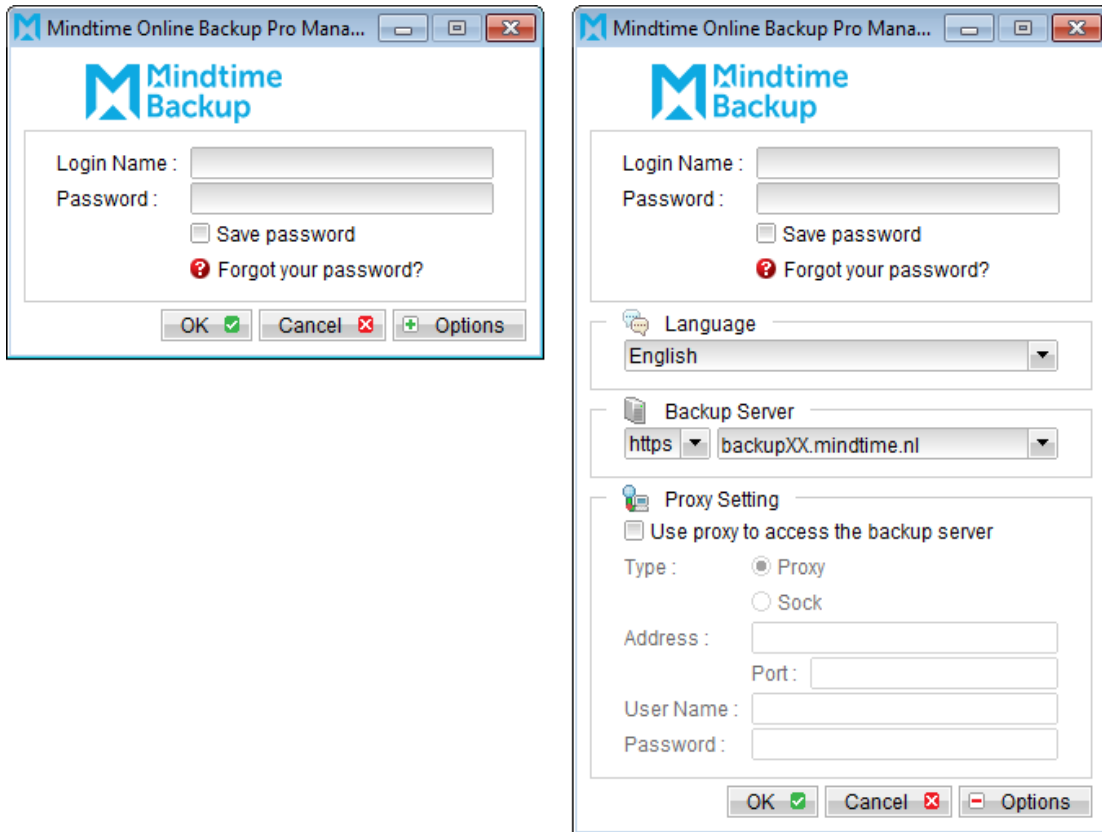 Mindtime Online Backup Pro Mana...
Mindtime
Backup
Login Name :
Password :
Save password
Forgot your password?
OK Cancel Options
Mindtime Online Backup Pro Mana...
Mindtime
Backup
Login Name :
Password :
Save password
Forgot your password?
Language
English
Backup Server
https backupXX.mindtime.nl
Proxy Setting
Use proxy to access the backup server
Type : Proxy
Sock
Address :
Port :
User Name :
Password :
OK Cancel Options